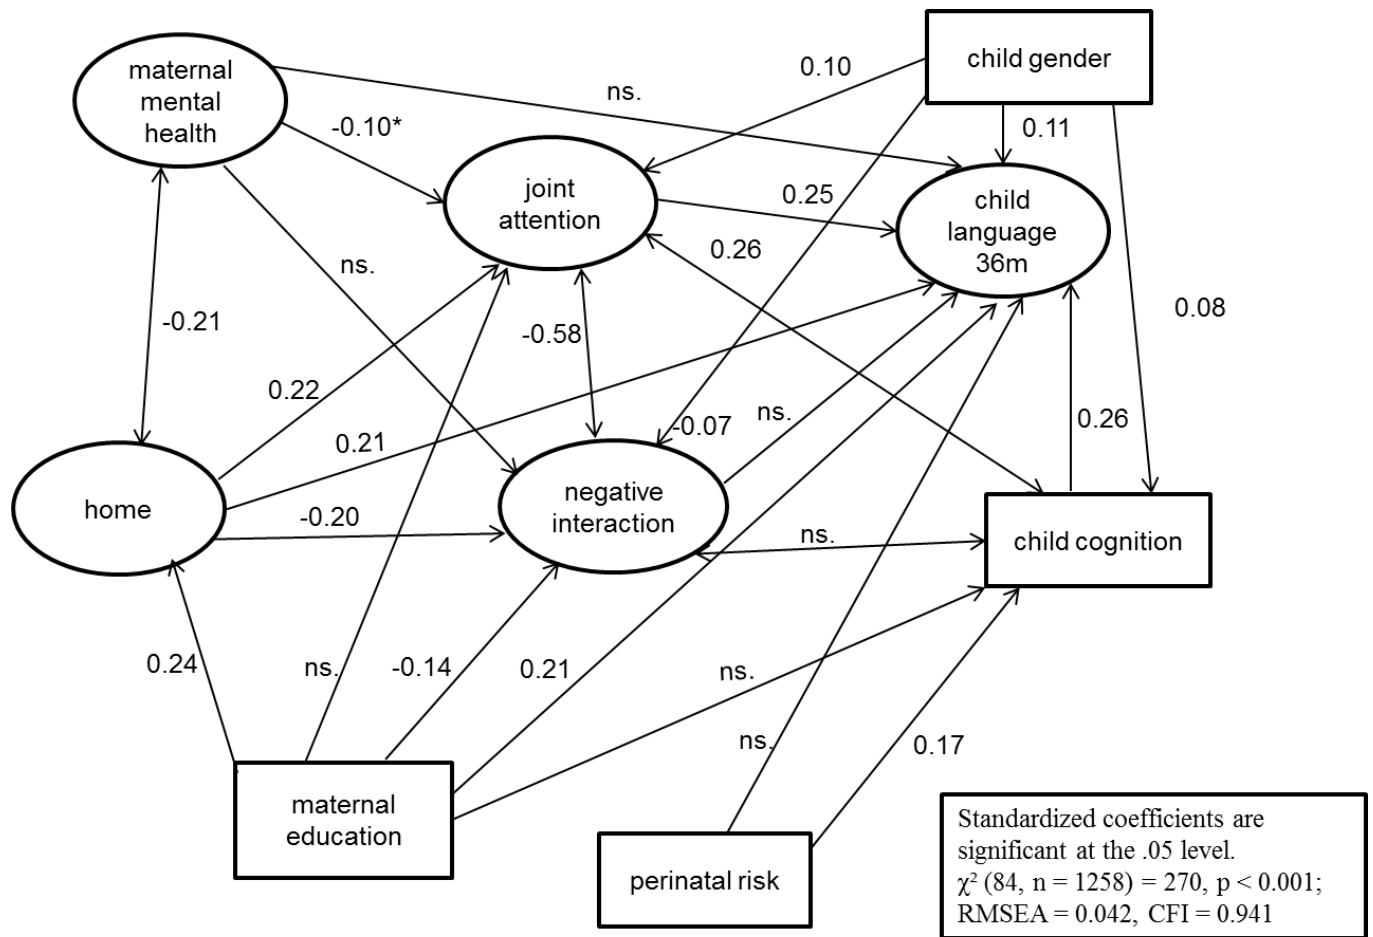 maternal
mental
health
child gender
0.10
ns.
-0.10*
0.11
joint
attention
0.25
child
language
36m
0.26
ns.
-0.21
-0.58
0.08
0.22
0.21
-0.07
ns.
0.26
home
-0.20
negative
interaction
ns.
child cognition
0.24
ns.
-0.14
0.21
ns.
ns.
0.17
maternal
education
perinatal risk
Standardized coefficients are
significant at the .05 level.
χ² (84, n = 1258) = 270, p < 0.001;
RMSEA = 0.042, CFI = 0.941